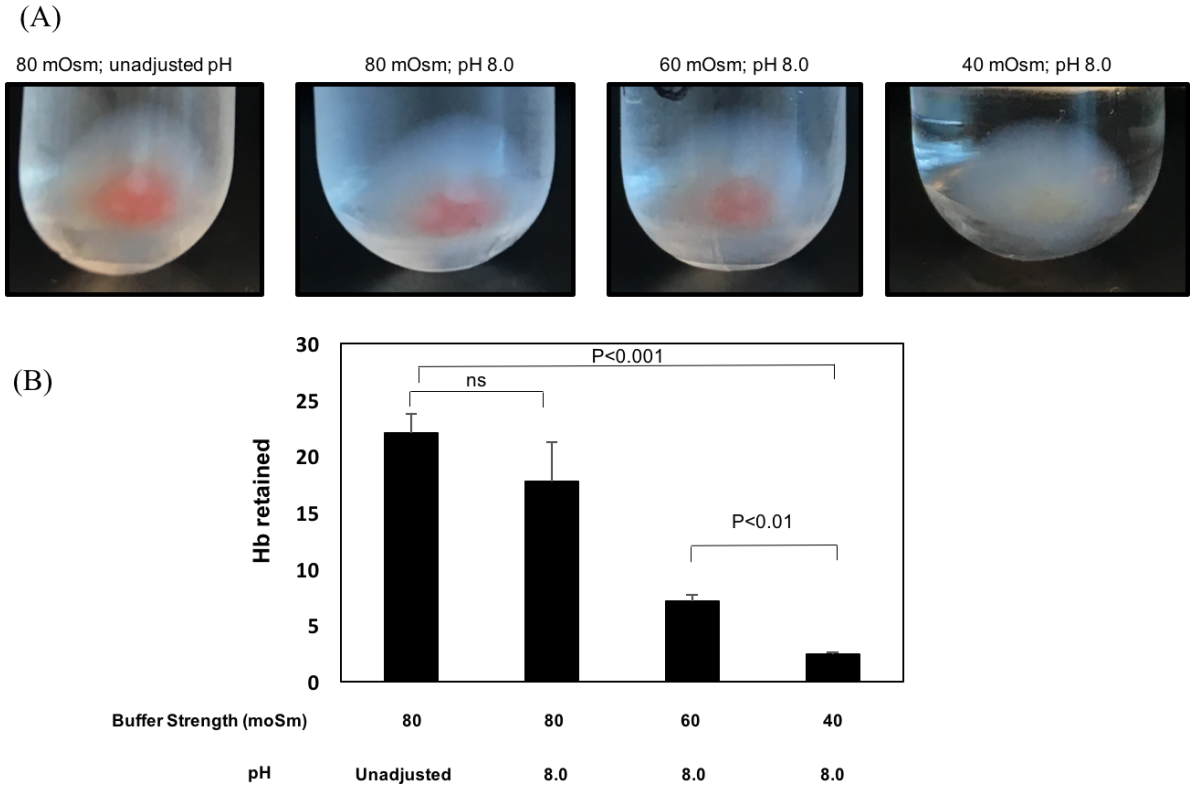 (A)
80 mOsm; unadjusted pH
80 mOsm; pH 8.0
60 mOsm; pH 8.0
40 mOsm; pH 8.0
(B)
Hb retained
30
25
20
15
10
5
0
P<0.001
ns
P<0.01
Buffer Strength (moSm) 80 80 60 40
pH Unadjusted 8.0 8.0 8.0